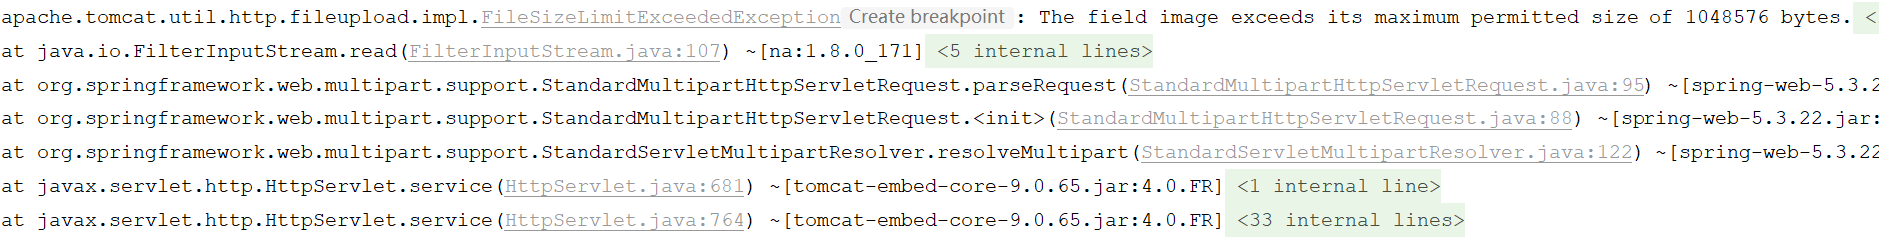 apache.tomcat.util.http.fileupload.impl.FileSizeLimitExceededException Create breakpoint : The field image exceeds its maximum permitted size of 1048576 bytes. <
at java.io.FilterInputStream.read(FilterInputStream.java:107) ~[na:1.8.0_171] <5 internal lines>
at org.springframework.web.multipart.support.StandardMultipartHttpServletRequest.parseRequest(StandardMultipartHttpServletRequest.java:95) ~[spring-web-5.3.2
at org.springframework.web.multipart.support.StandardMultipartHttpServletRequest.<init>(StandardMultipartHttpServletRequest.java:88) ~[spring-web-5.3.22.jar:
at org.springframework.web.multipart.support.StandardServletMultipartResolver.resolveMultipart(StandardServletMultipartResolver.java:122) ~[spring-web-5.3.22
at javax.servlet.http.HttpServlet.service(HttpServlet.java:681) ~[tomcat-embed-core-9.0.65.jar:4.0.FR] <1 internal line>
at javax.servlet.http.HttpServlet.service(HttpServlet.java:764) ~[tomcat-embed-core-9.0.65.jar:4.0.FR] <33 internal lines>